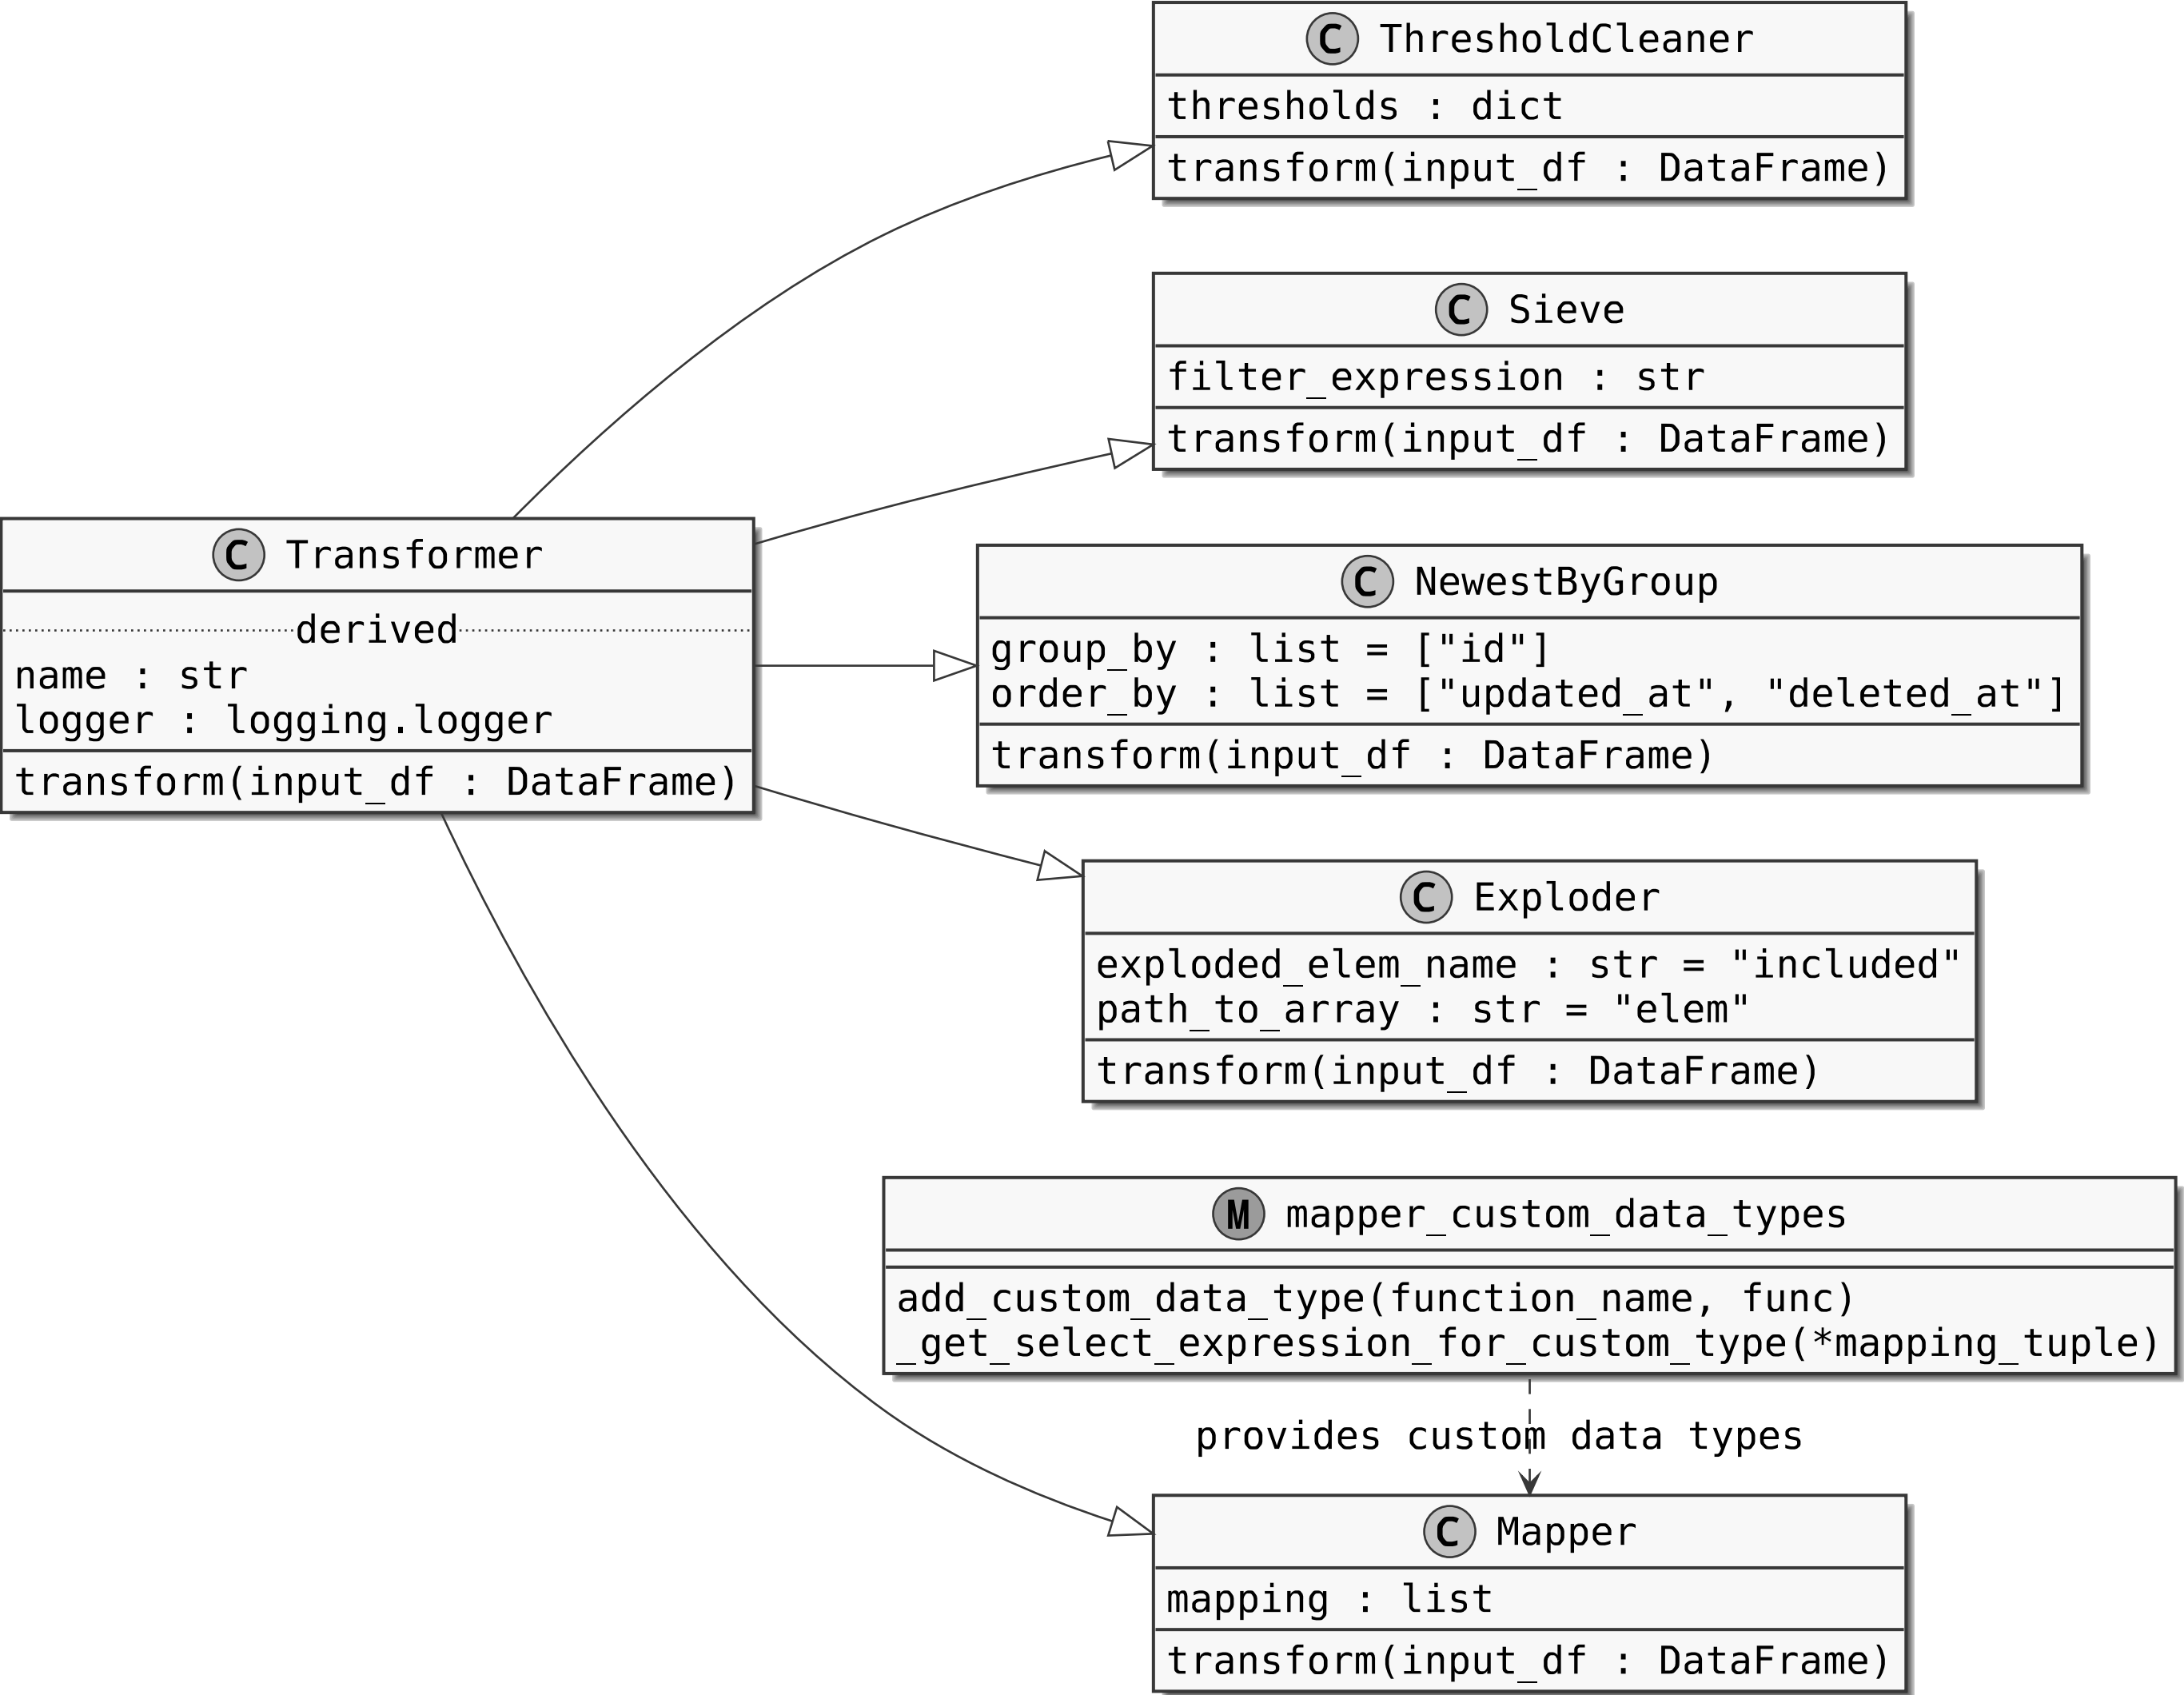 C ThresholdCleaner
thresholds : dict
transform(input_df : DataFrame)
C Sieve
filter_expression : str
transform(input_df : DataFrame)
C Transformer
derived
name : str
logger : logging.logger
transform(input_df : DataFrame)
C NewestByGroup
group_by : list = ["id"]
order_by : list = ["updated_at", "deleted_at"]
transform(input_df : DataFrame)
C Exploder
exploded_elem_name : str = "included"
path_to_array : str = "elem"
transform(input_df : DataFrame)
M mapper_custom_data_types
add_custom_data_type(function_name, func)
_get_select_expression_for_custom_type(*mapping_tuple)
provides custom data types
C Mapper
mapping : list
transform(input_df : DataFrame)